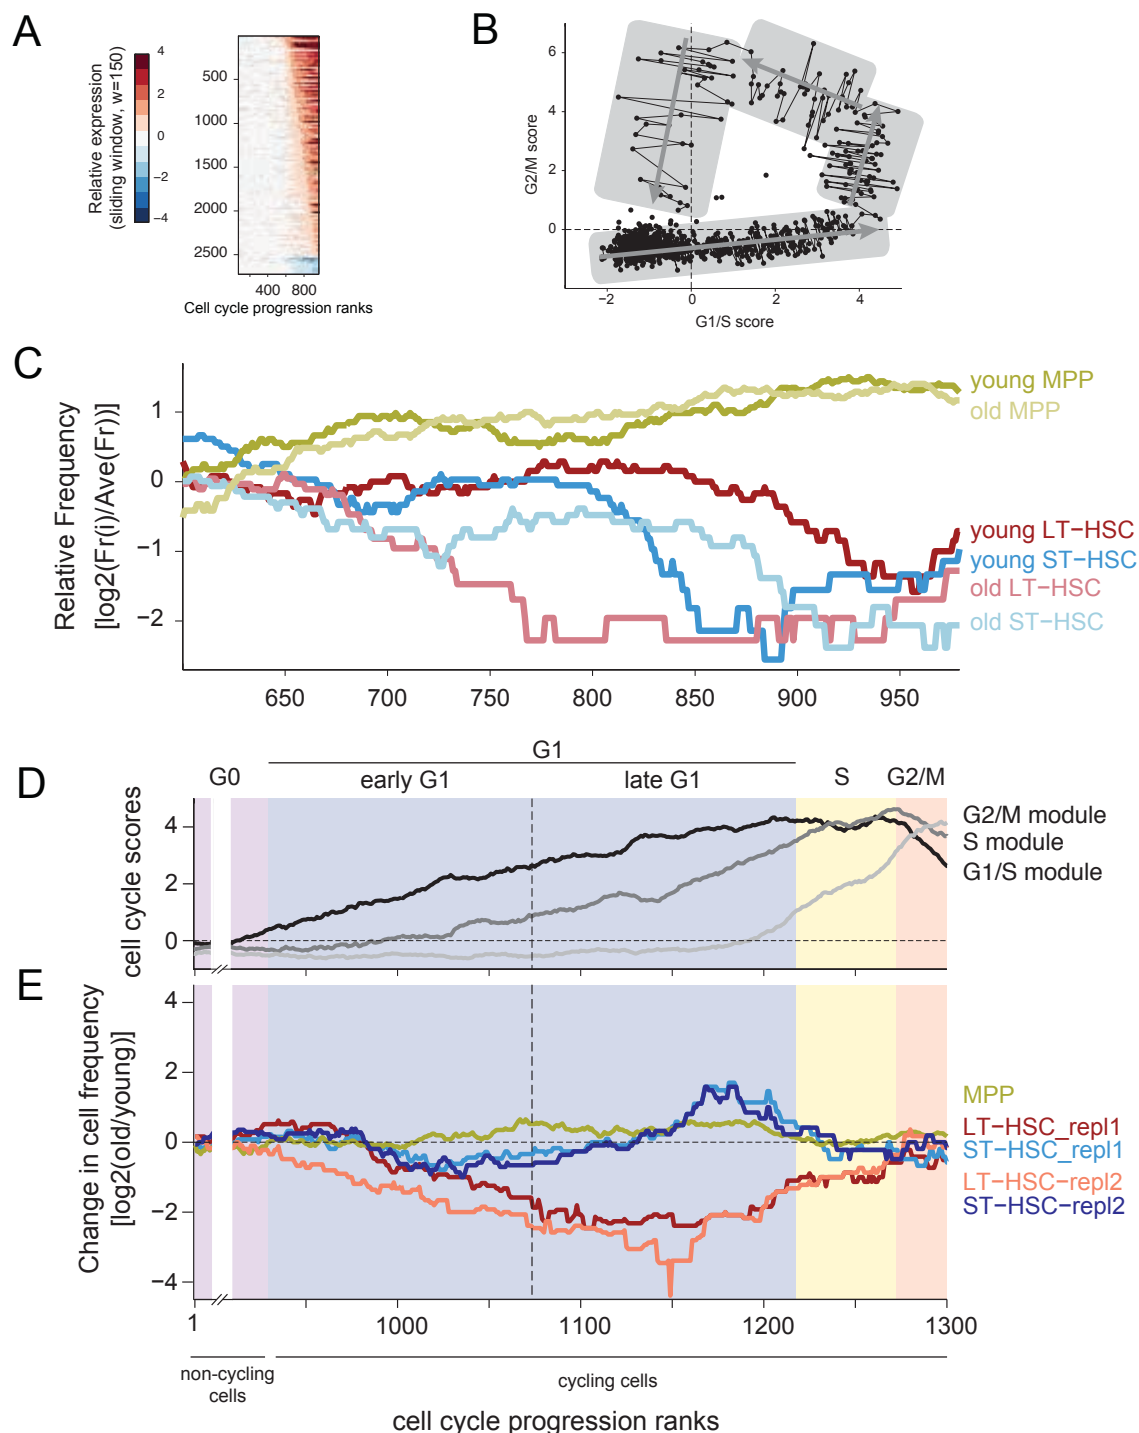 A
Relative expression
(sliding window, w=150)
4
2
0
−2
−4
500
1000
1500
2000
2500
400
800
Cell cycle progression ranks
B
G2/M score
6
4
2
0
−2
0
2
4
G1/S score
C
Relative Frequency
[log2(Fr(i)/Ave(Fr))]
1
0
−1
−2
650
700
750
800
850
900
950
young MPP
old MPP
young LT−HSC
young ST−HSC
old LT−HSC
old ST−HSC
D
G1
G0
early G1
late G1
S
G2/M
cell cycle scores
4
2
0
G2/M module
S module
G1/S module
E
Change in cell frequency
[log2(old/young)]
4
2
0
−2
−4
MPP
LT−HSC_repl1
ST−HSC_repl1
LT−HSC−repl2
ST−HSC−repl2
1
1000
1100
1200
1300
non-cycling
cells
cycling cells
cell cycle progression ranks